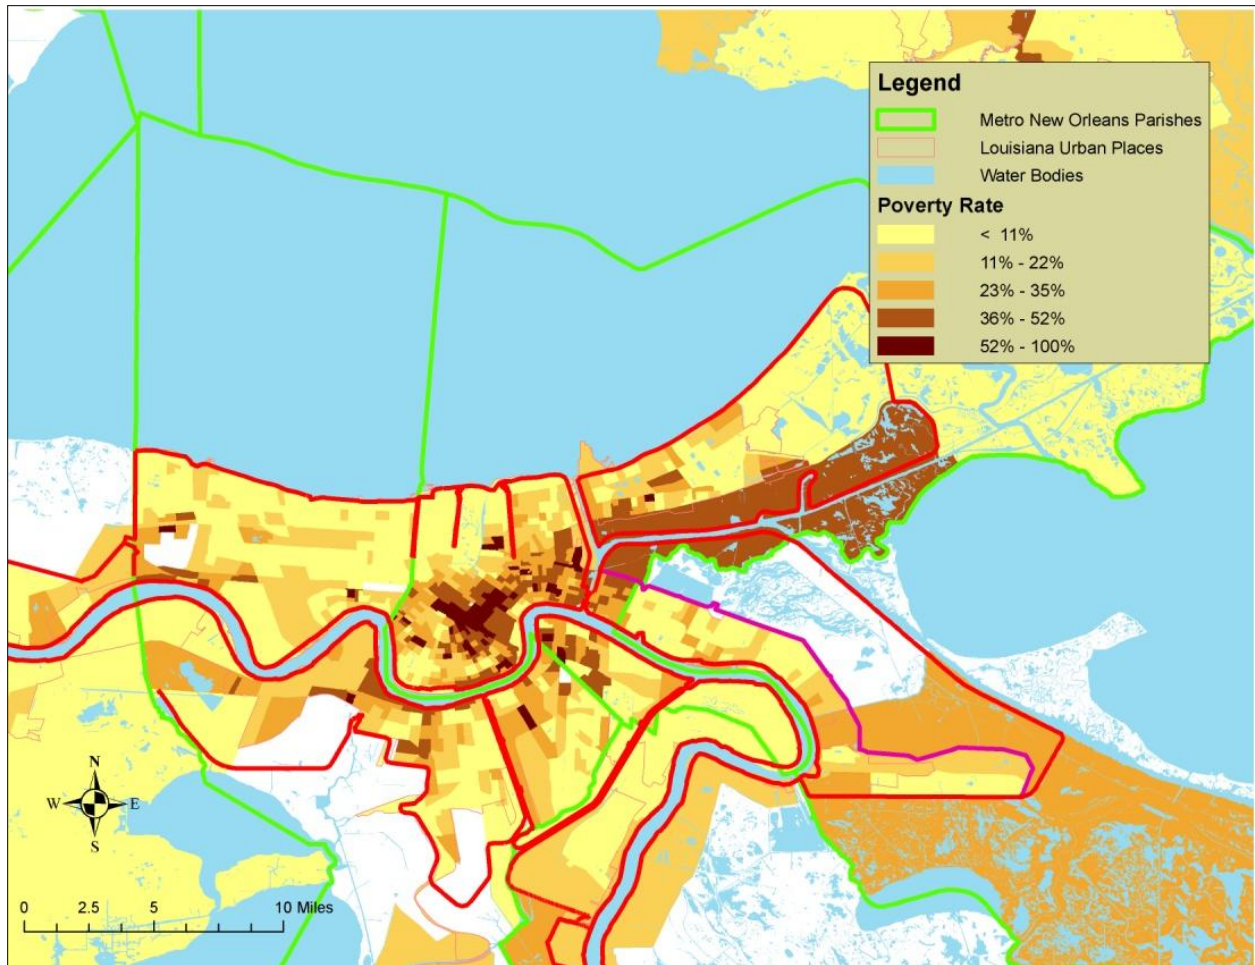 Legend
Metro New Orleans Parishes
Louisiana Urban Places
Water Bodies
Poverty Rate
< 11%
11% - 22%
23% - 35%
36% - 52%
52% - 100%
N
W E
S
0 2.5 5 10 Miles